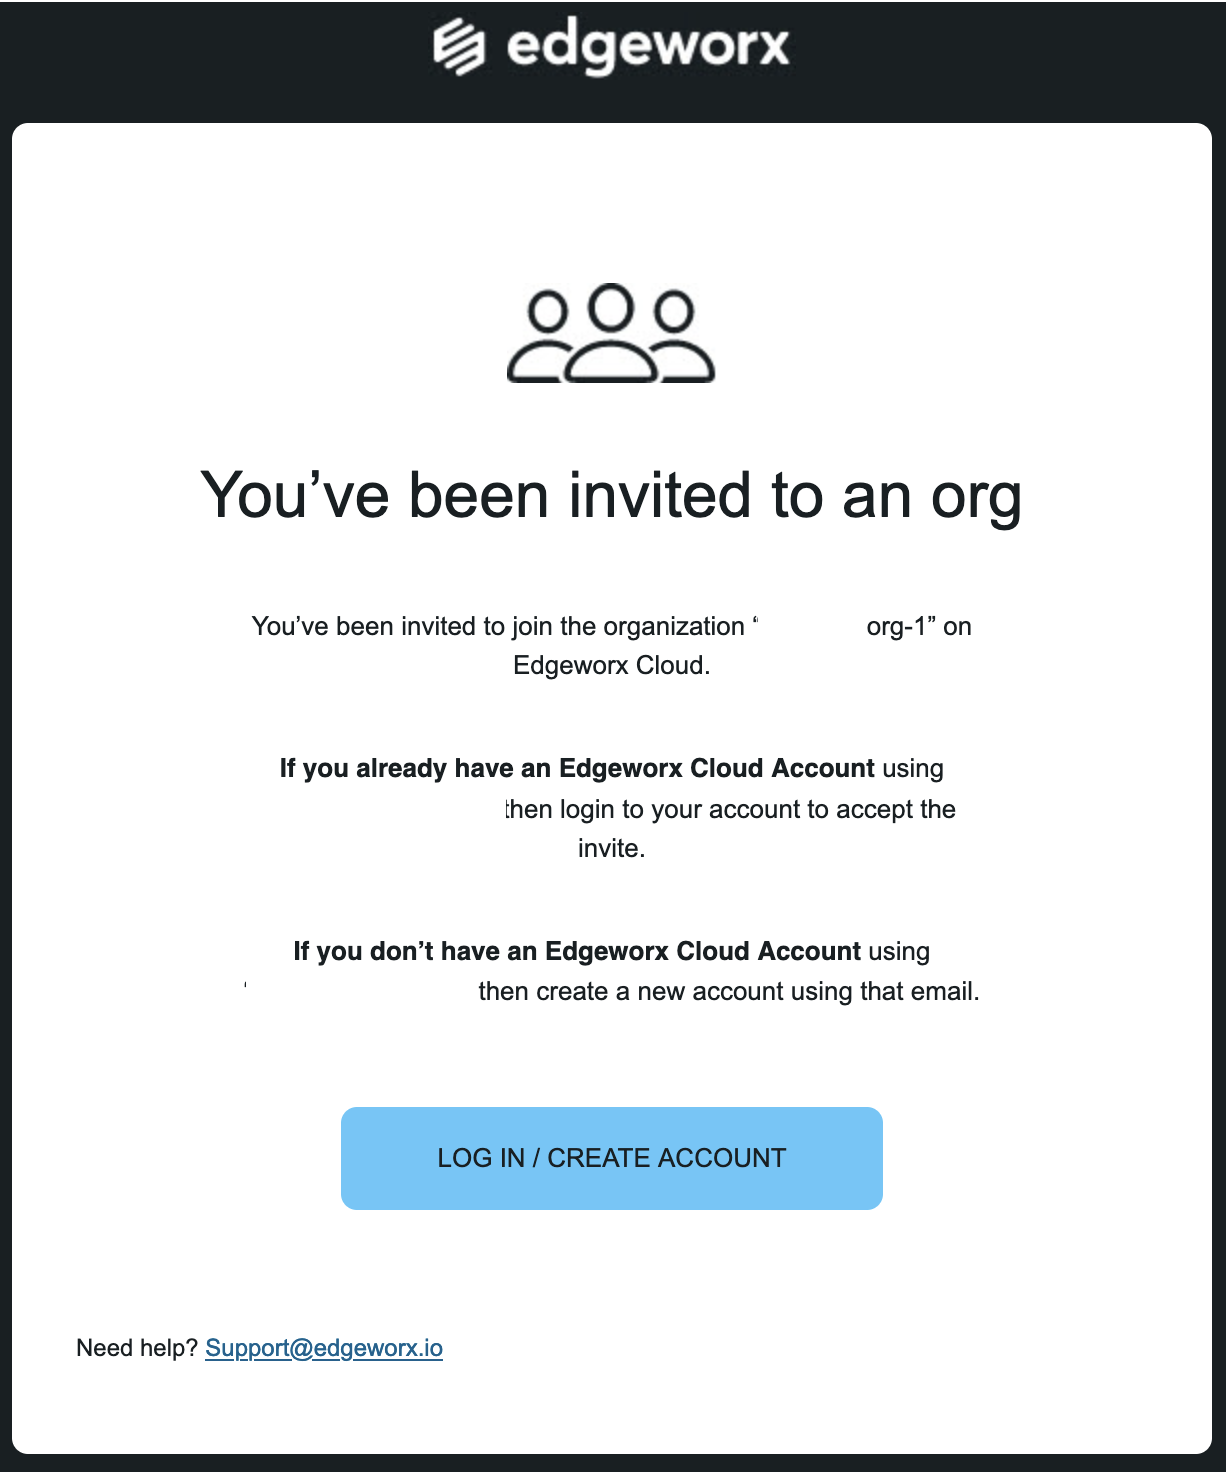 edgeworx
You’ve been invited to an org
You’ve been invited to join the organization “ org-1” on
Edgeworx Cloud.
If you already have an Edgeworx Cloud Account using
then login to your account to accept the
invite.
If you don’t have an Edgeworx Cloud Account using
then create a new account using that email.
LOG IN / CREATE ACCOUNT
Need help? Support@edgeworx.io